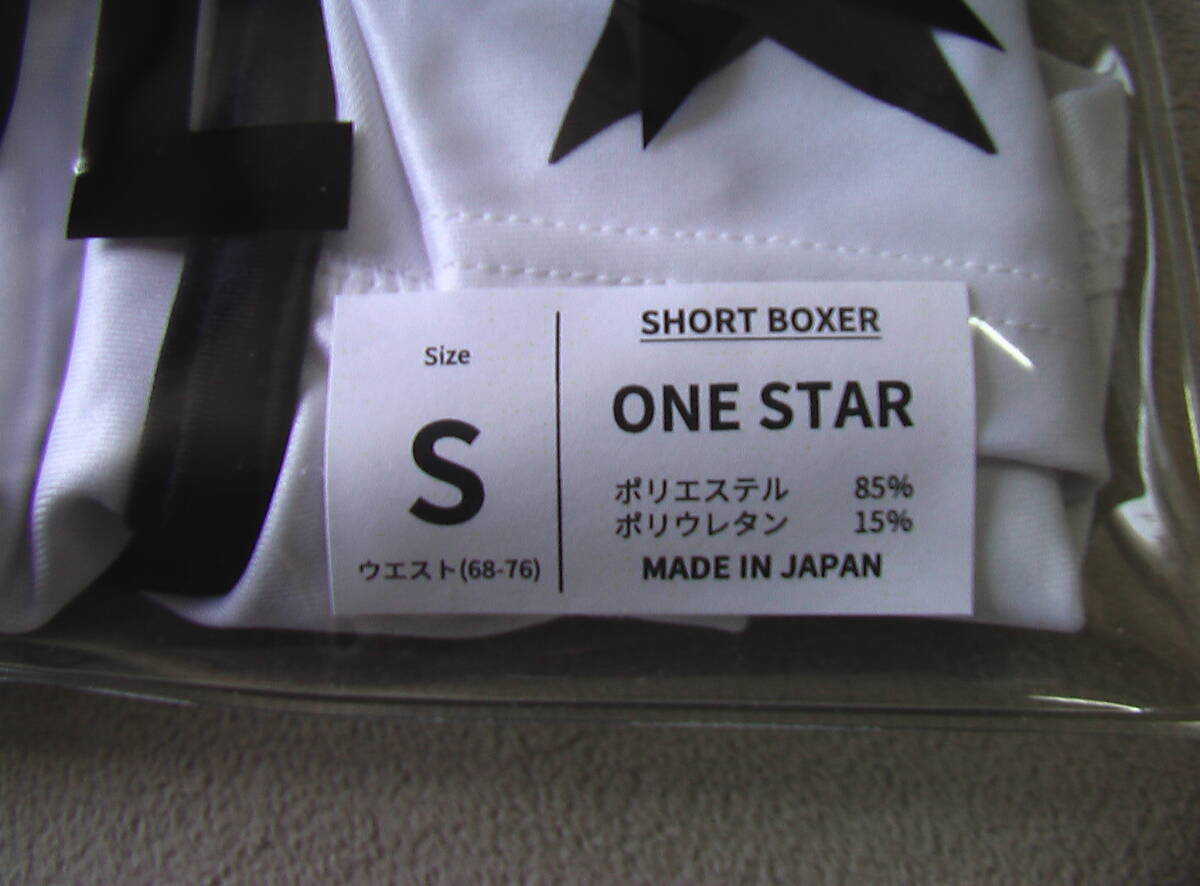 Size
S
ウエスト(68-76)
SHORT BOXER
ONE STAR
ポリエステル 85%
ポリウレタン 15%
MADE IN JAPAN